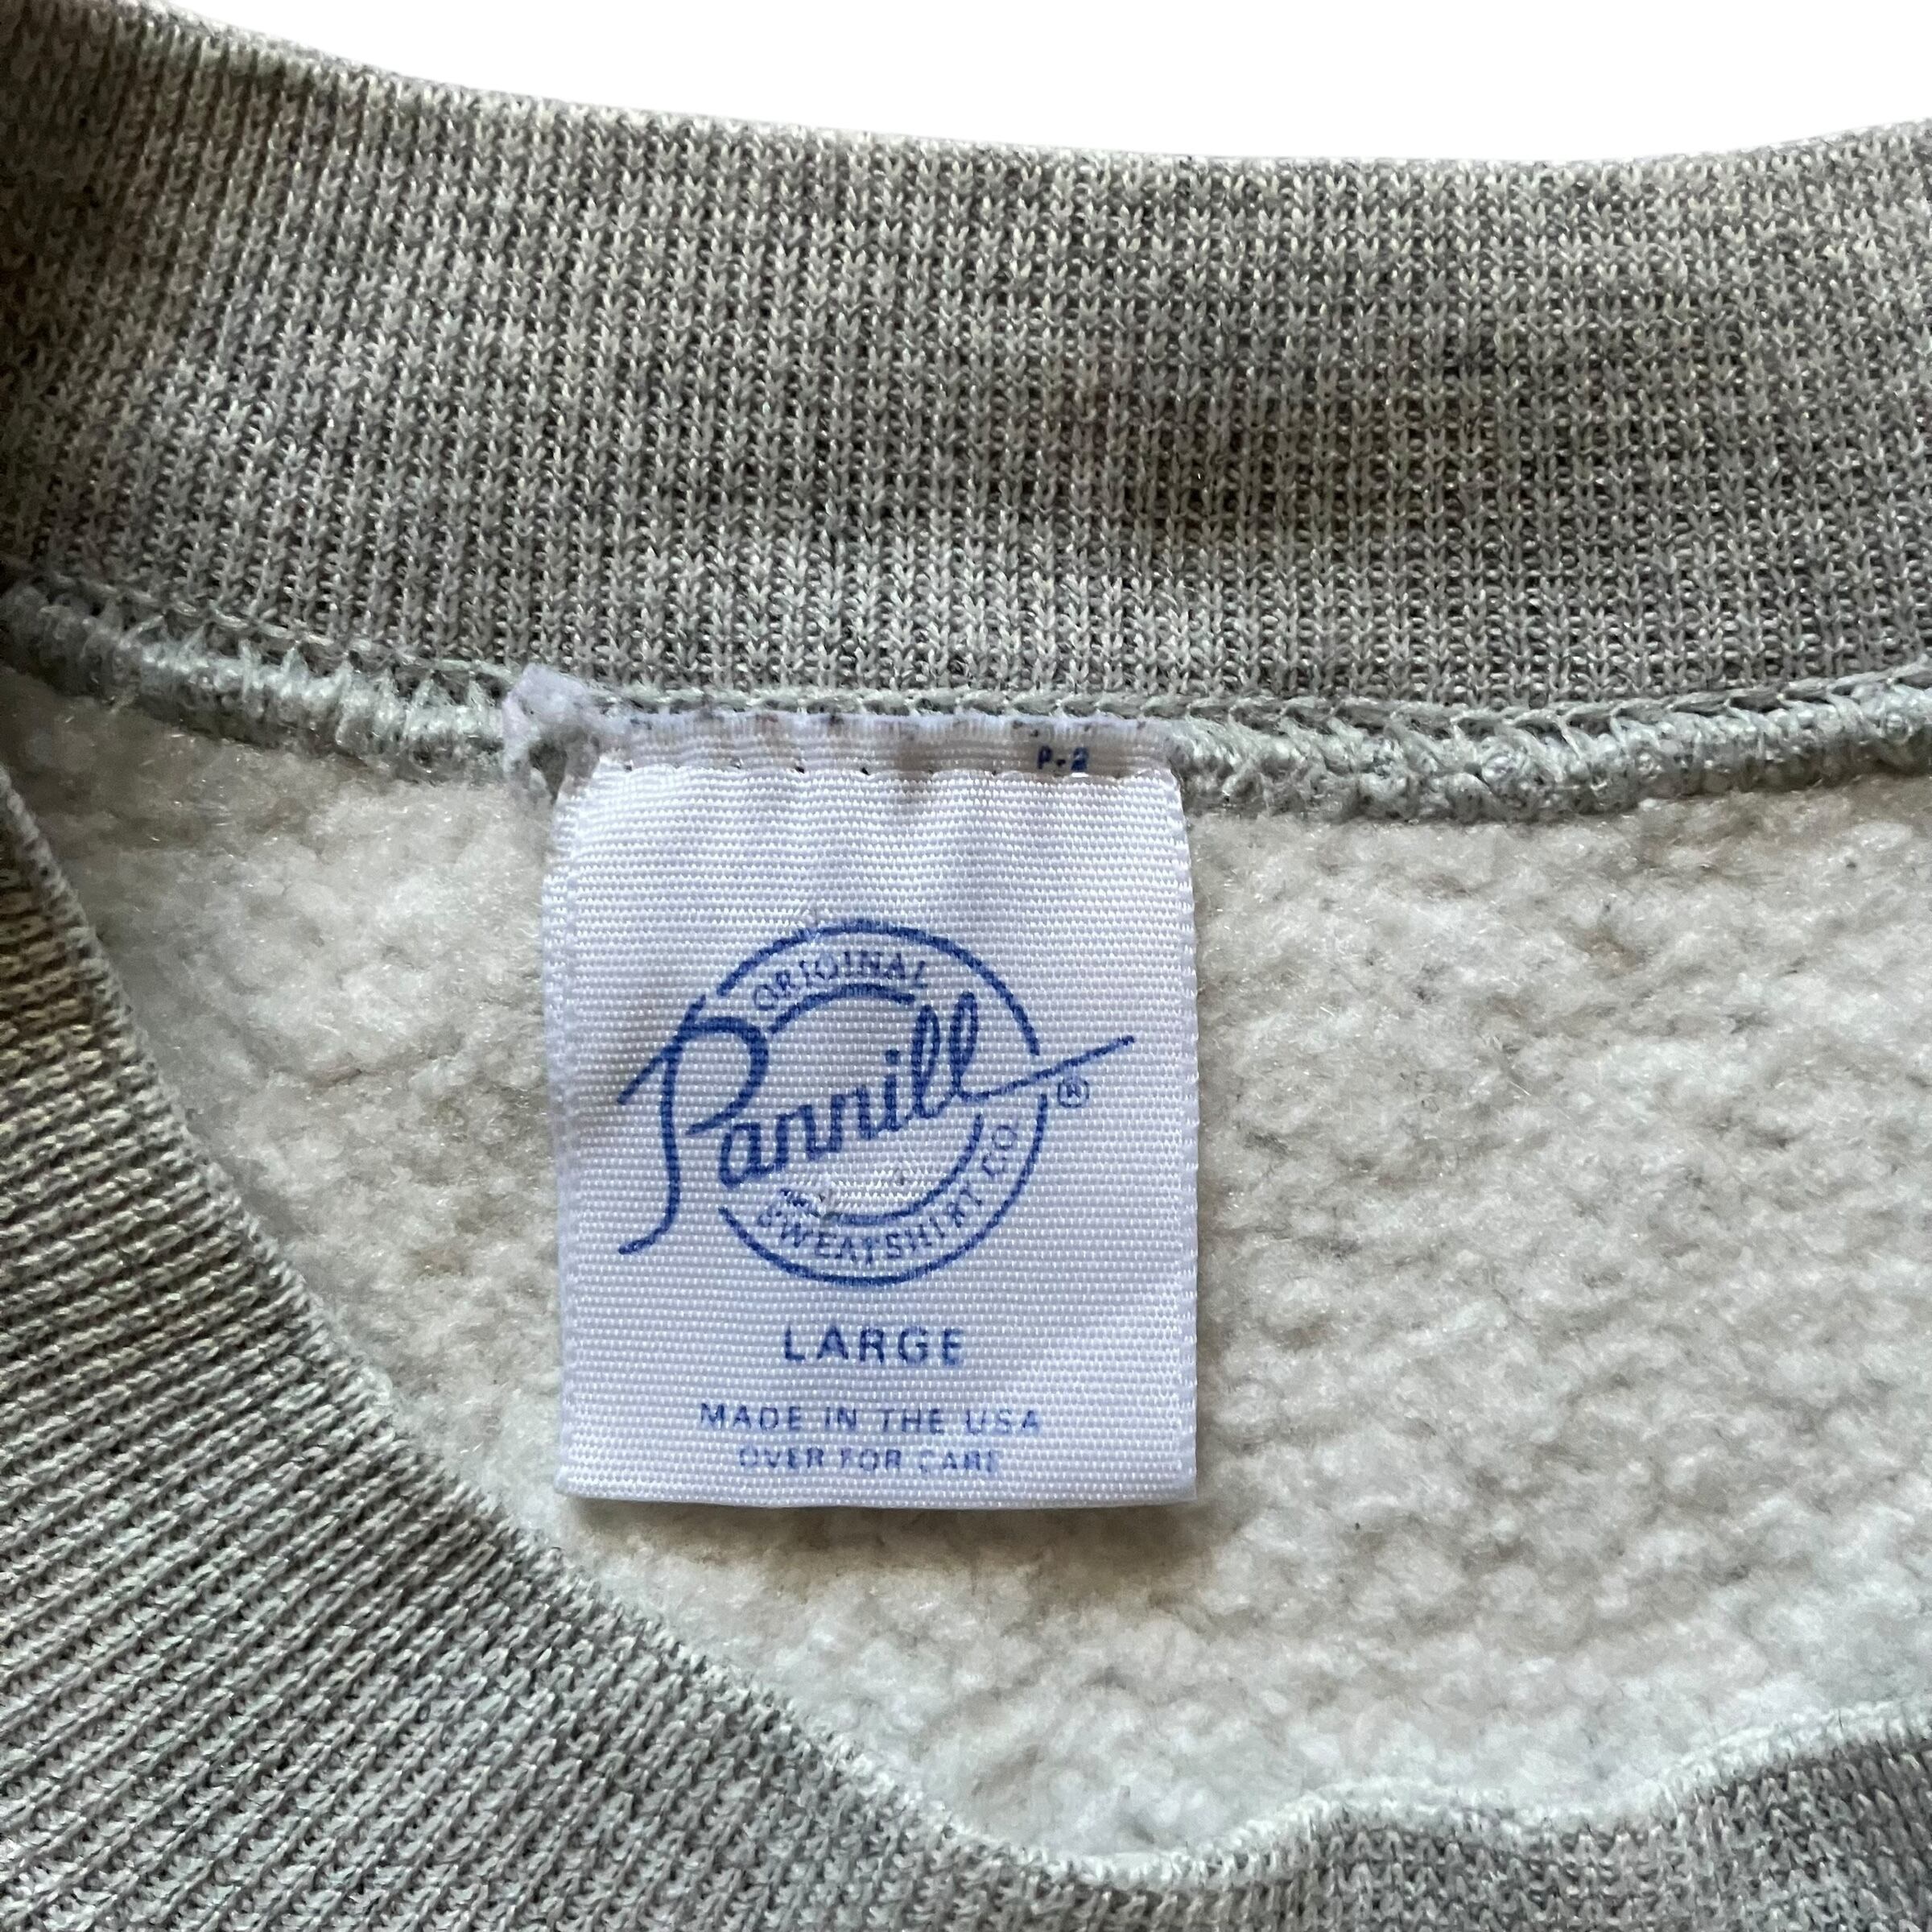 P-2
ORIGINAL
Pannill ®
SWEATSHIRT CO.
LARGE
MADE IN THE USA
OVER FOR CARE